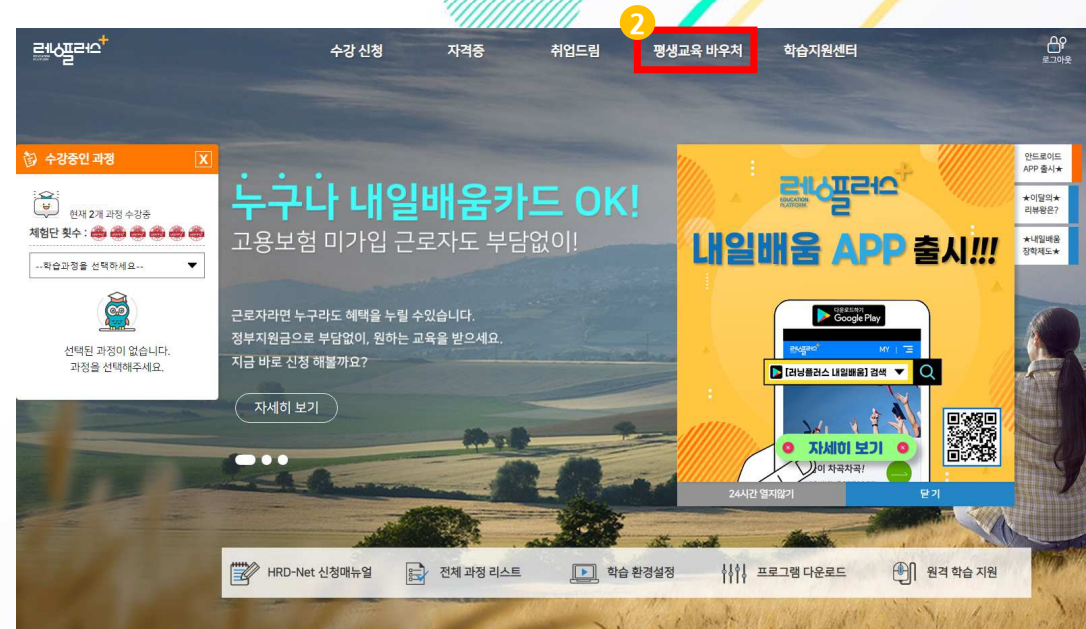 2
러닝플러스+
EDUCATION
PLATFORM
수강 신청
자격증
취업드림
평생교육 바우처
학습지원센터
로그아웃
수강중인 과정
X
현재 2개 과정 수강중
체험단 횟수 :
--학습과정을 선택하세요--
선택된 과정이 없습니다.
과정을 선택해주세요.
누구나 내일배움카드 OK!
고용보험 미가입 근로자도 부담없이!
근로자라면 누구라도 혜택을 누릴 수있습니다.
정부지원금으로 부담없이, 원하는 교육을 받으세요.
지금 바로 신청 해볼까요?
자세히 보기
러닝플러스+
EDUCATION
PLATFORM
내일배움 APP 출시!!!
다운로드하기
Google Play
러닝플러스+
MY
[러닝플러스 내일배움] 검색
자세히 보기
이 차곡차곡!
24시간 열지않기
닫기
안드로이드
APP 출시★
★이달의★
리뷰왕은?
★내일배움
장학제도★
HRD-Net 신청매뉴얼
전체 과정 리스트
학습 환경설정
프로그램 다운로드
원격 학습 지원